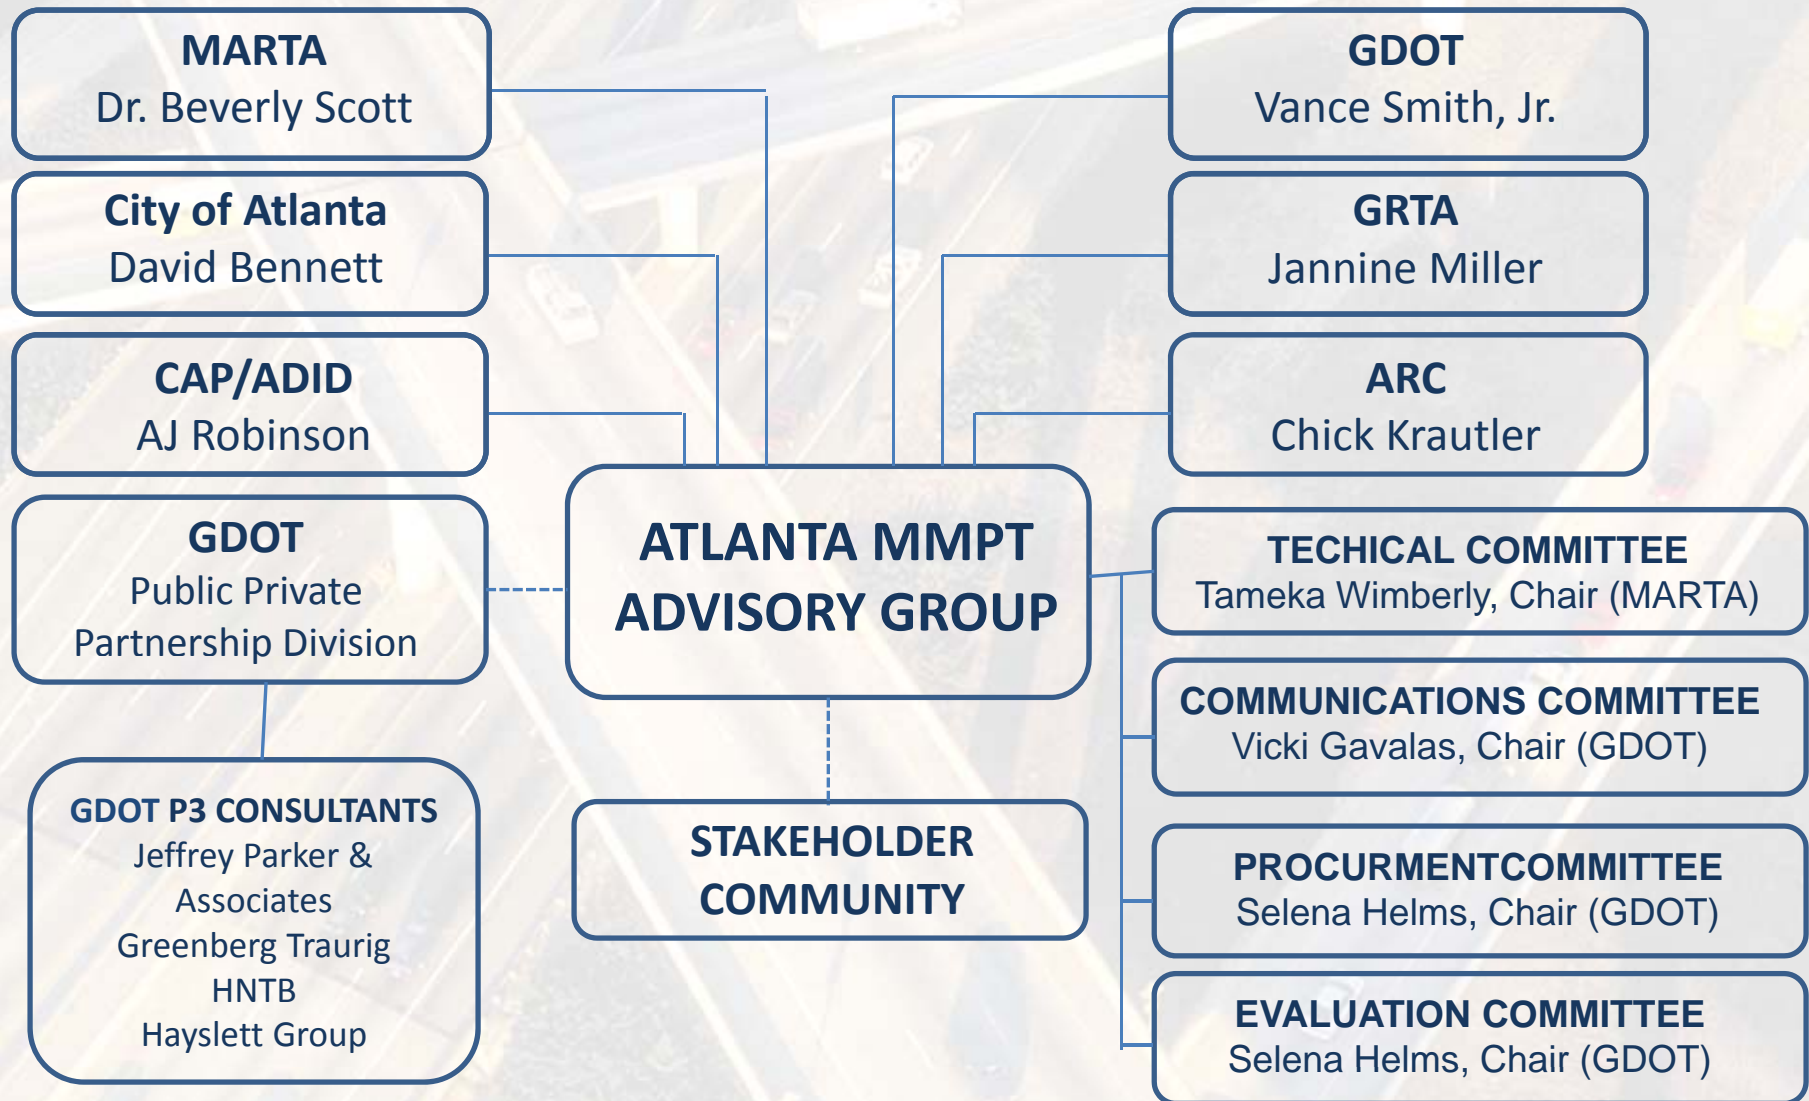 MARTA
Dr. Beverly Scott
City of Atlanta
David Bennett
CAP/ADID
AJ Robinson
GDOT
Public Private
Partnership Division
GDOT P3 CONSULTANTS
Jeffrey Parker &
Associates
Greenberg Traurig
HNTB
Hayslett Group
ATLANTA MMPT
ADVISORY GROUP
STAKEHOLDER
COMMUNITY
GDOT
Vance Smith, Jr.
GRTA
Jannine Miller
ARC
Chick Krautler
TECHICAL COMMITTEE
Tameka Wimberly, Chair (MARTA)
COMMUNICATIONS COMMITTEE
Vicki Gavalas, Chair (GDOT)
PROCURMENTCOMMITTEE
Selena Helms, Chair (GDOT)
EVALUATION COMMITTEE
Selena Helms, Chair (GDOT)